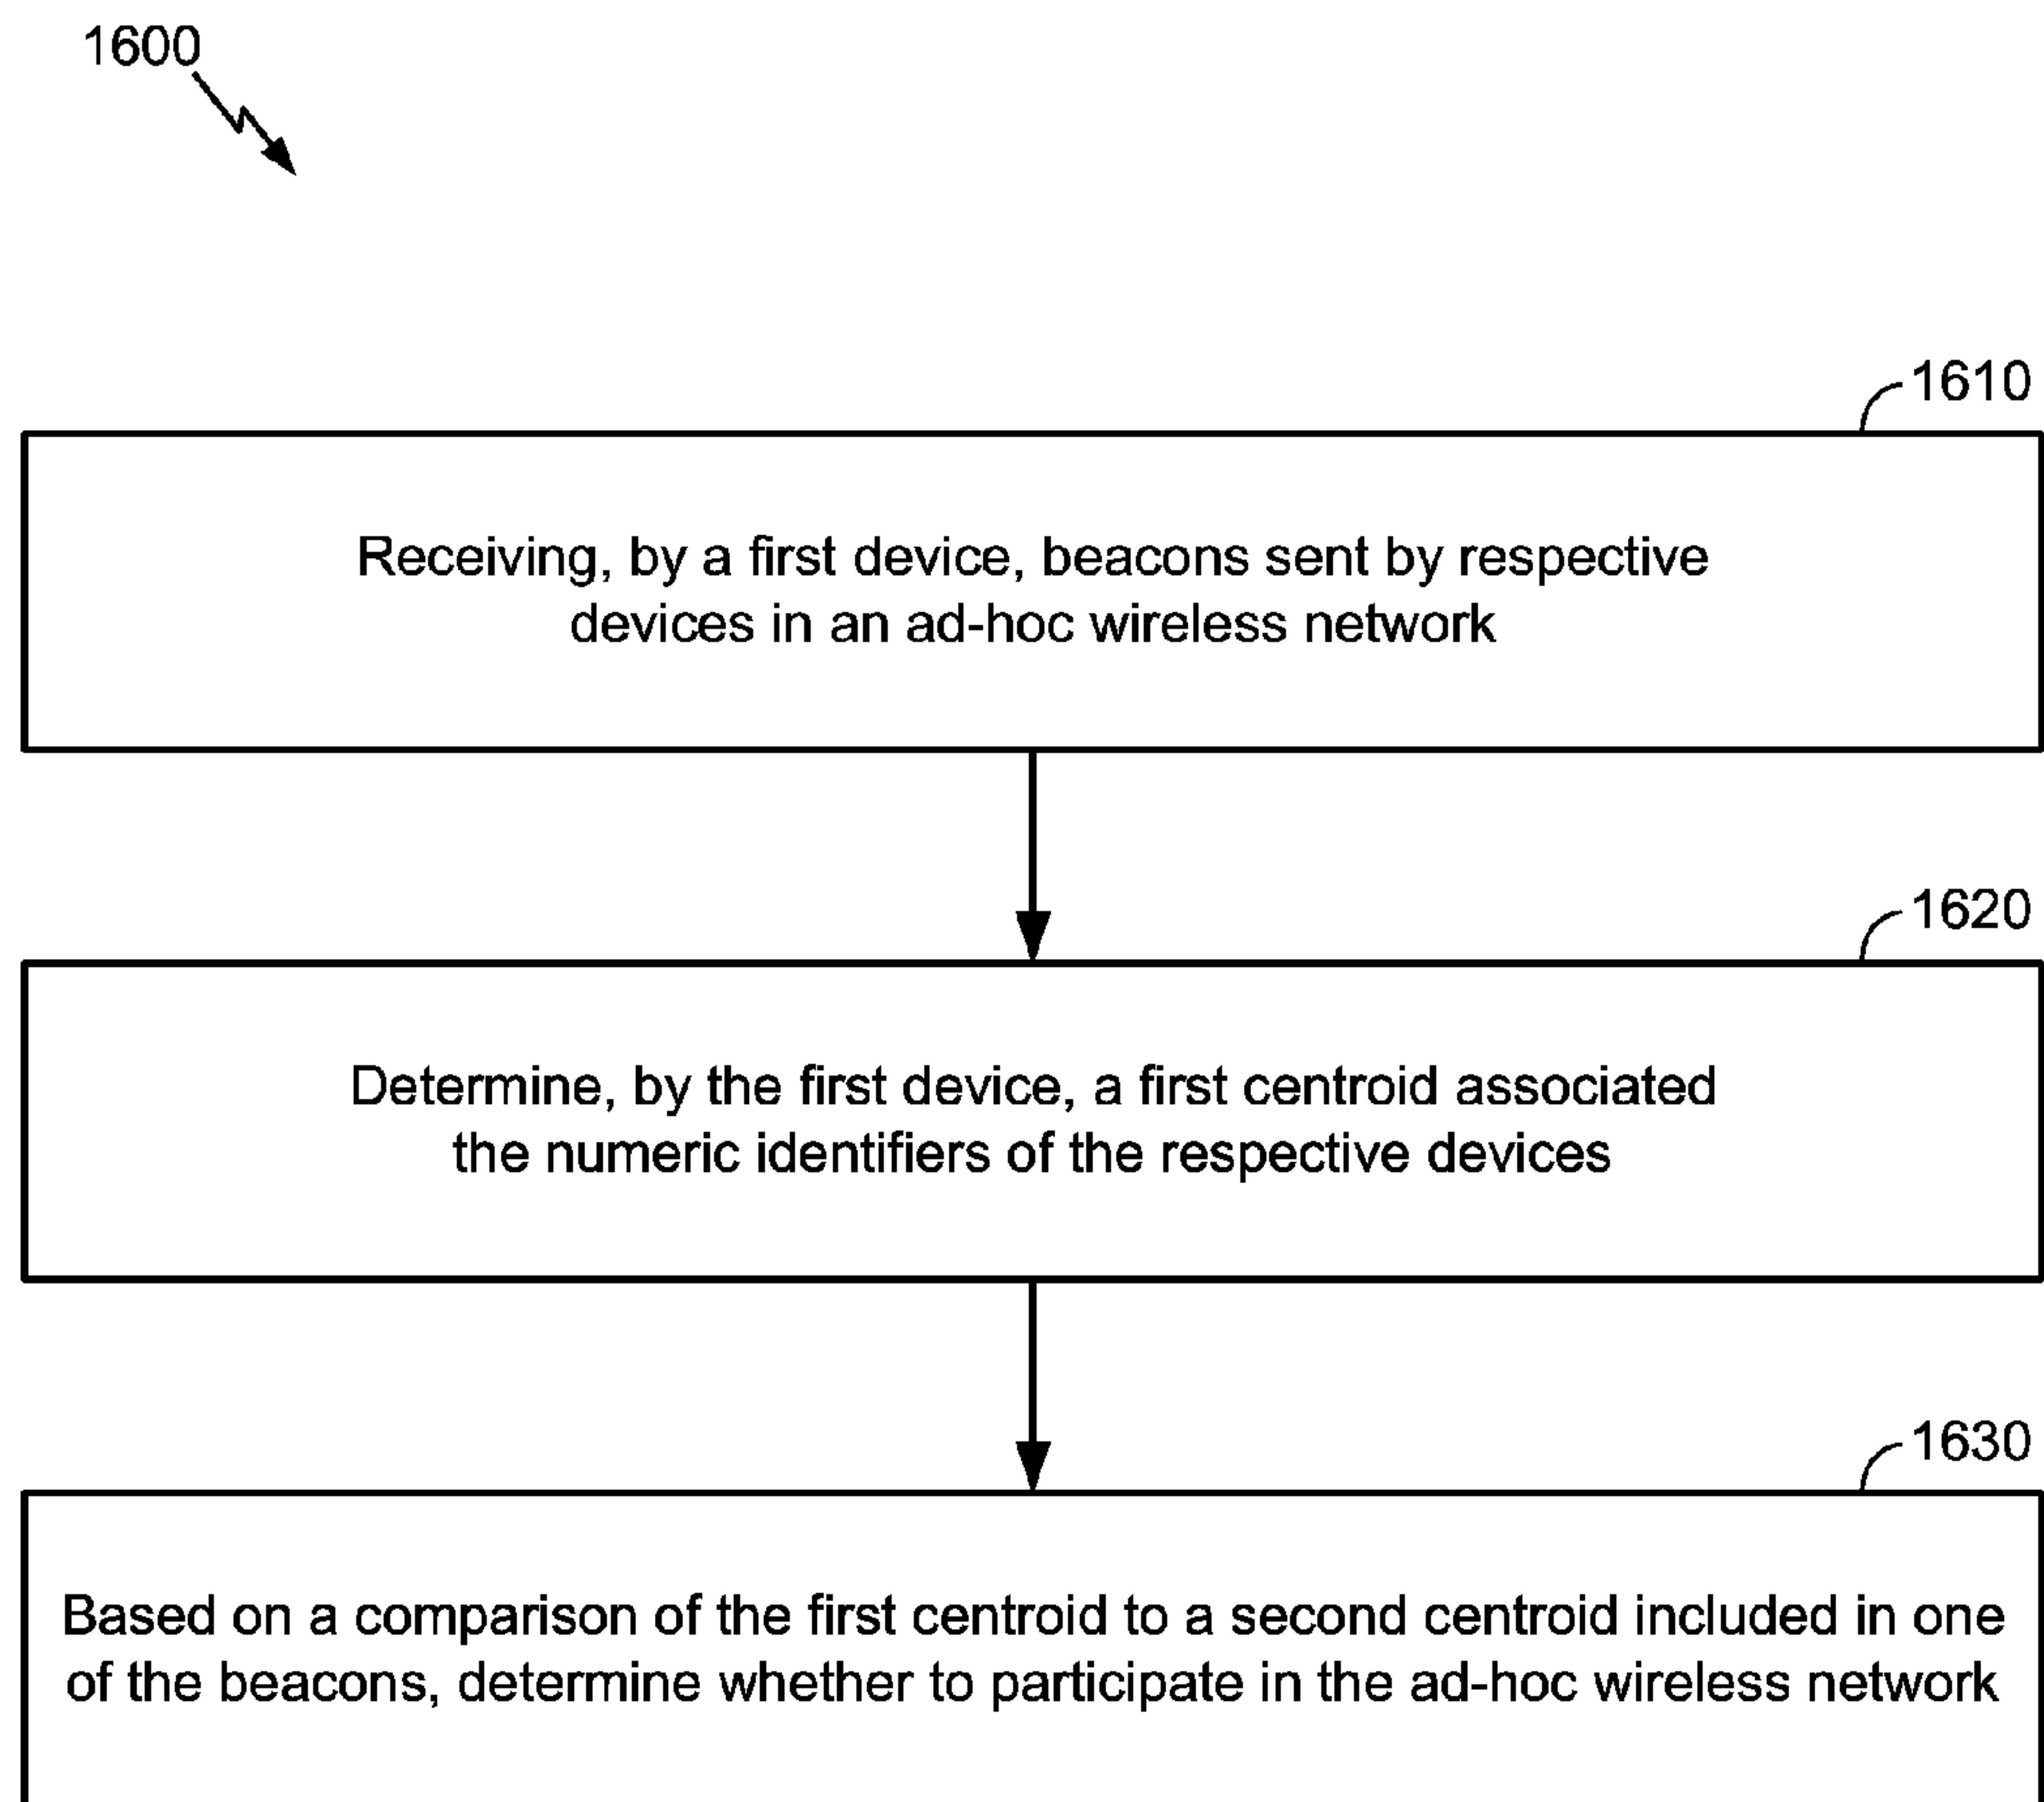 1600
1610
Receiving, by a first device, beacons sent by respective
devices in an ad-hoc wireless network
1620
Determine, by the first device, a first centroid associated
the numeric identifiers of the respective devices
1630
Based on a comparison of the first centroid to a second centroid included in one
of the beacons, determine whether to participate in the ad-hoc wireless network